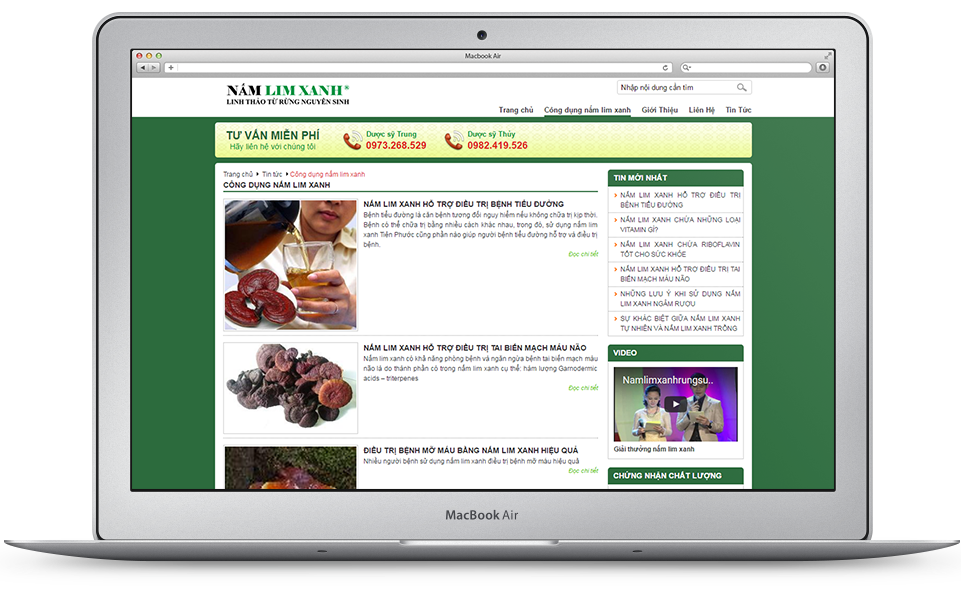 Macbook Air
NẤM LIM XANH ®
LINH THẢO TỪ RỪNG NGUYÊN SINH
Nhập nội dung cần tìm
Trang chủ Công dụng nấm lim xanh Giới Thiệu Liên Hệ Tin Tức
TƯ VẤN MIỄN PHÍ
Hãy liên hệ với chúng tôi
Dược sỹ Trung
0973.268.529
Dược sỹ Thúy
0982.419.526
Trang chủ Tin tức Công dụng nấm lim xanh
CÔNG DỤNG NẤM LIM XANH
NẤM LIM XANH HỖ TRỢ ĐIỀU TRỊ BỆNH TIỂU ĐƯỜNG
Bệnh tiểu đường là căn bệnh tương đối nguy hiểm nếu không chữa trị kịp thời.
Bệnh có thể chữa trị bằng nhiều cách khác nhau, trong đó, sử dụng nấm lim
xanh Tiên Phước cũng phần nào giúp người bệnh tiểu đường hỗ trợ và điều trị
bệnh.
Đọc chi tiết
NẤM LIM XANH HỖ TRỢ ĐIỀU TRỊ TAI BIẾN MẠCH MÁU NÃO
Nấm lim xanh có khả năng phòng bệnh và ngăn ngừa bệnh tai biến mạch máu
não là do thành phần có trong nấm lim xanh cụ thể: hàm lượng Garnodermic
acids – triterpenes
Đọc chi tiết
ĐIỀU TRỊ BỆNH MỠ MÁU BẰNG NẤM LIM XANH HIỆU QUẢ
Nhiều người bệnh sử dụng nấm lim xanh điều trị bệnh mỡ máu hiệu quả
Đọc chi tiết
TIN MỚI NHẤT
NẤM LIM XANH HỖ TRỢ ĐIỀU TRỊ
BỆNH TIỂU ĐƯỜNG
NẤM LIM XANH CHỨA NHỮNG LOẠI
VITAMIN GÌ?
NẤM LIM XANH CHỨA RIBOFLAVIN
TỐT CHO SỨC KHỎE
NẤM LIM XANH HỖ TRỢ ĐIỀU TRỊ TAI
BIẾN MẠCH MÁU NÃO
NHỮNG LƯU Ý KHI SỬ DỤNG NẤM
LIM XANH NGÂM RƯỢU
SỰ KHÁC BIỆT GIỮA NẤM LIM XANH
TỰ NHIÊN VÀ NẤM LIM XANH TRỒNG
VIDEO
Namlimxanhrungsu..
Giải thưởng nấm lim xanh
CHỨNG NHẬN CHẤT LƯỢNG
MacBook Air